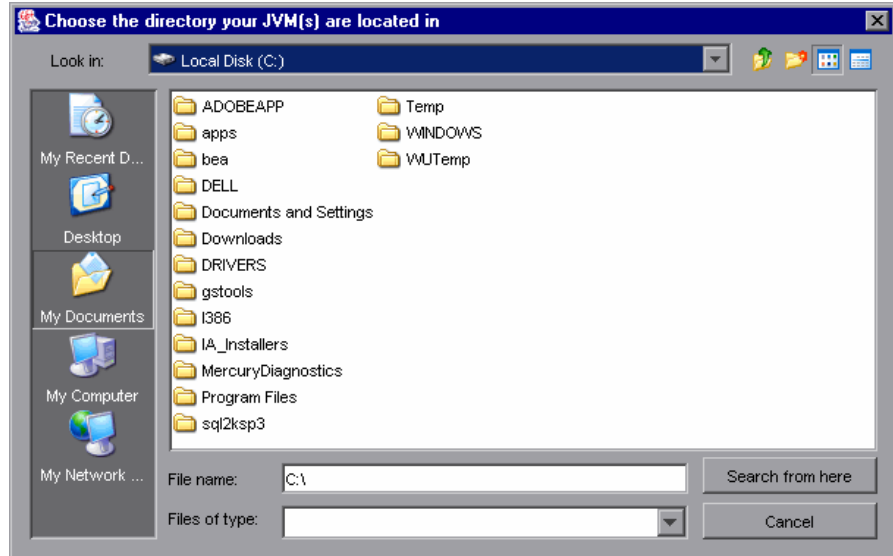 Choose the directory your JVM(s) are located in
Look in:
Local Disk (C:)
My Recent D...
Desktop
My Documents
My Computer
My Network ...
ADOBEAPP
apps
bea
DELL
Documents and Settings
Downloads
DRIVERS
gstools
I386
IA_Installers
MercuryDiagnostics
Program Files
sql2ksp3
Temp
WINDOWS
WUTemp
File name:
C:\
Search from here
Files of type:
Cancel